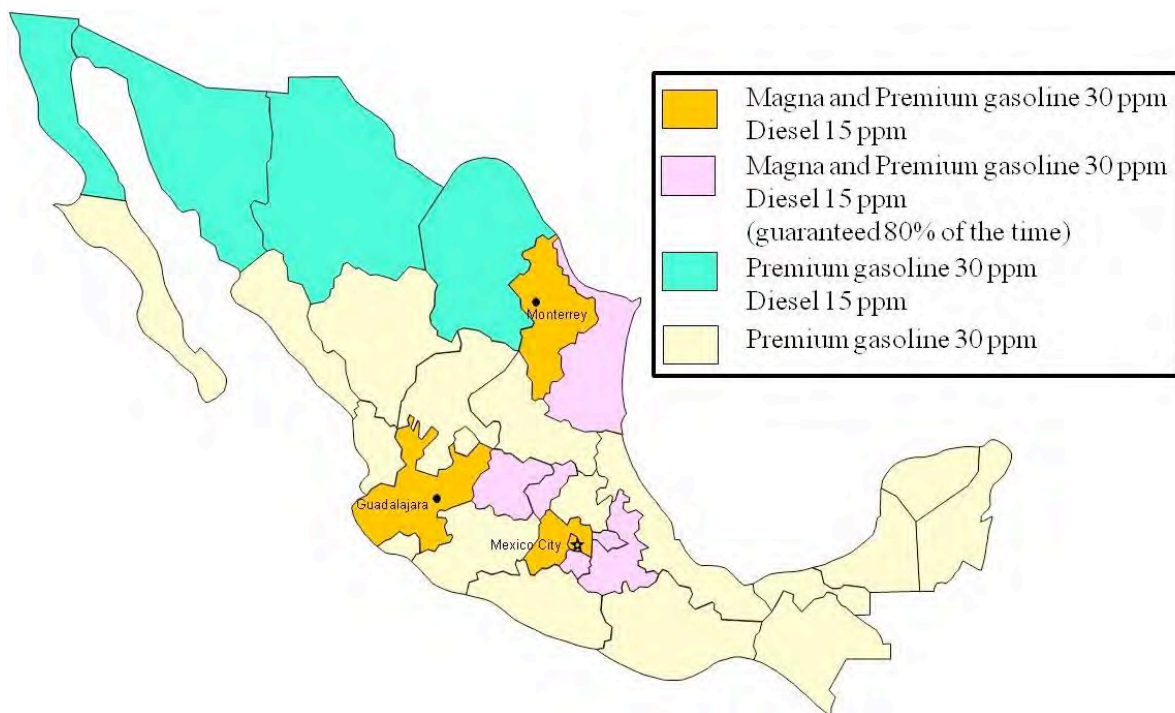 Magna and Premium gasoline 30 ppm
Diesel 15 ppm
Magna and Premium gasoline 30 ppm
Diesel 15 ppm
(guaranteed 80% of the time)
Premium gasoline 30 ppm
Diesel 15 ppm
Premium gasoline 30 ppm
Monterrey
Guadalajara
Mexico City